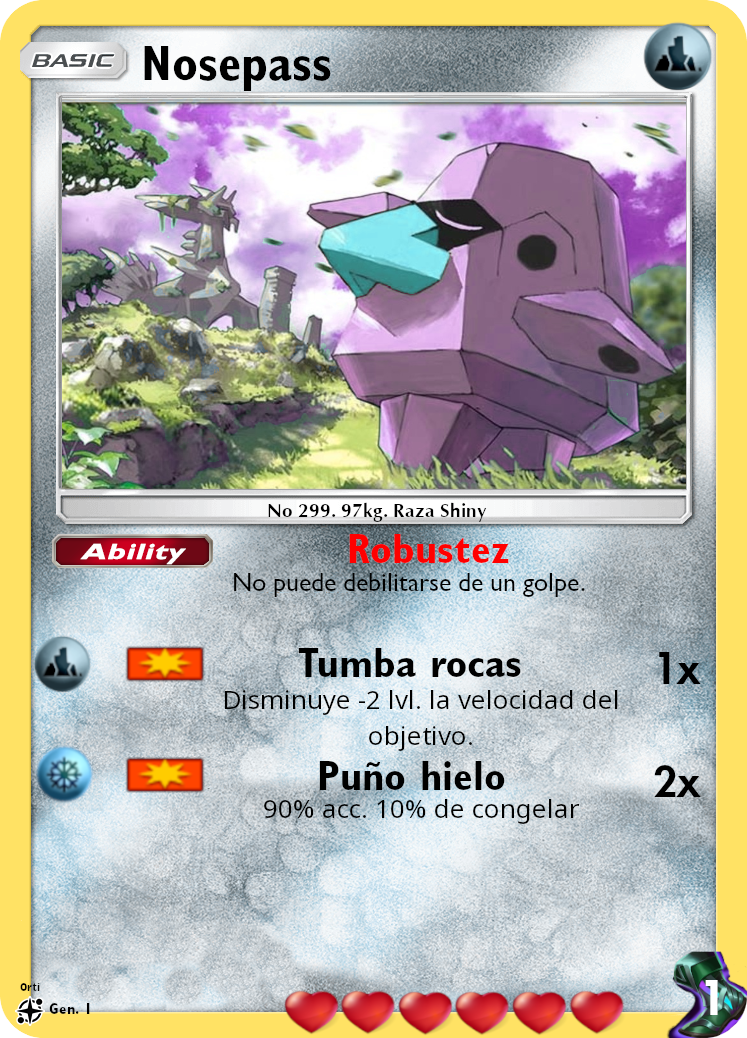 BASIC Nosepass
No 299. 97kg. Raza Shiny
Ability Robustez
No puede debilitarse de un golpe.
Tumba rocas 1x
Disminuye -2 lvl. la velocidad del
objetivo.
Puño hielo 2x
90% acc. 10% de congelar
Orti
Gen. I
1